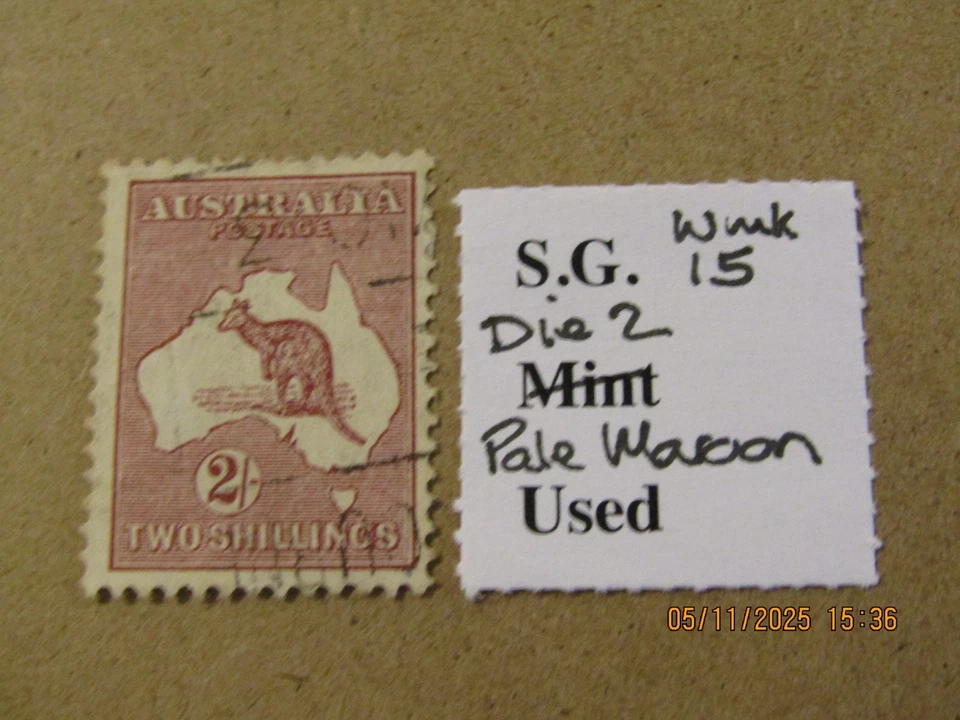 AUSTRALIA
POSTAGE
2/-
TWO SHILLINGS
Wmk
S.G. 15
Die 2
Mint
Pale Maroon
Used
05/11/2025 15:36